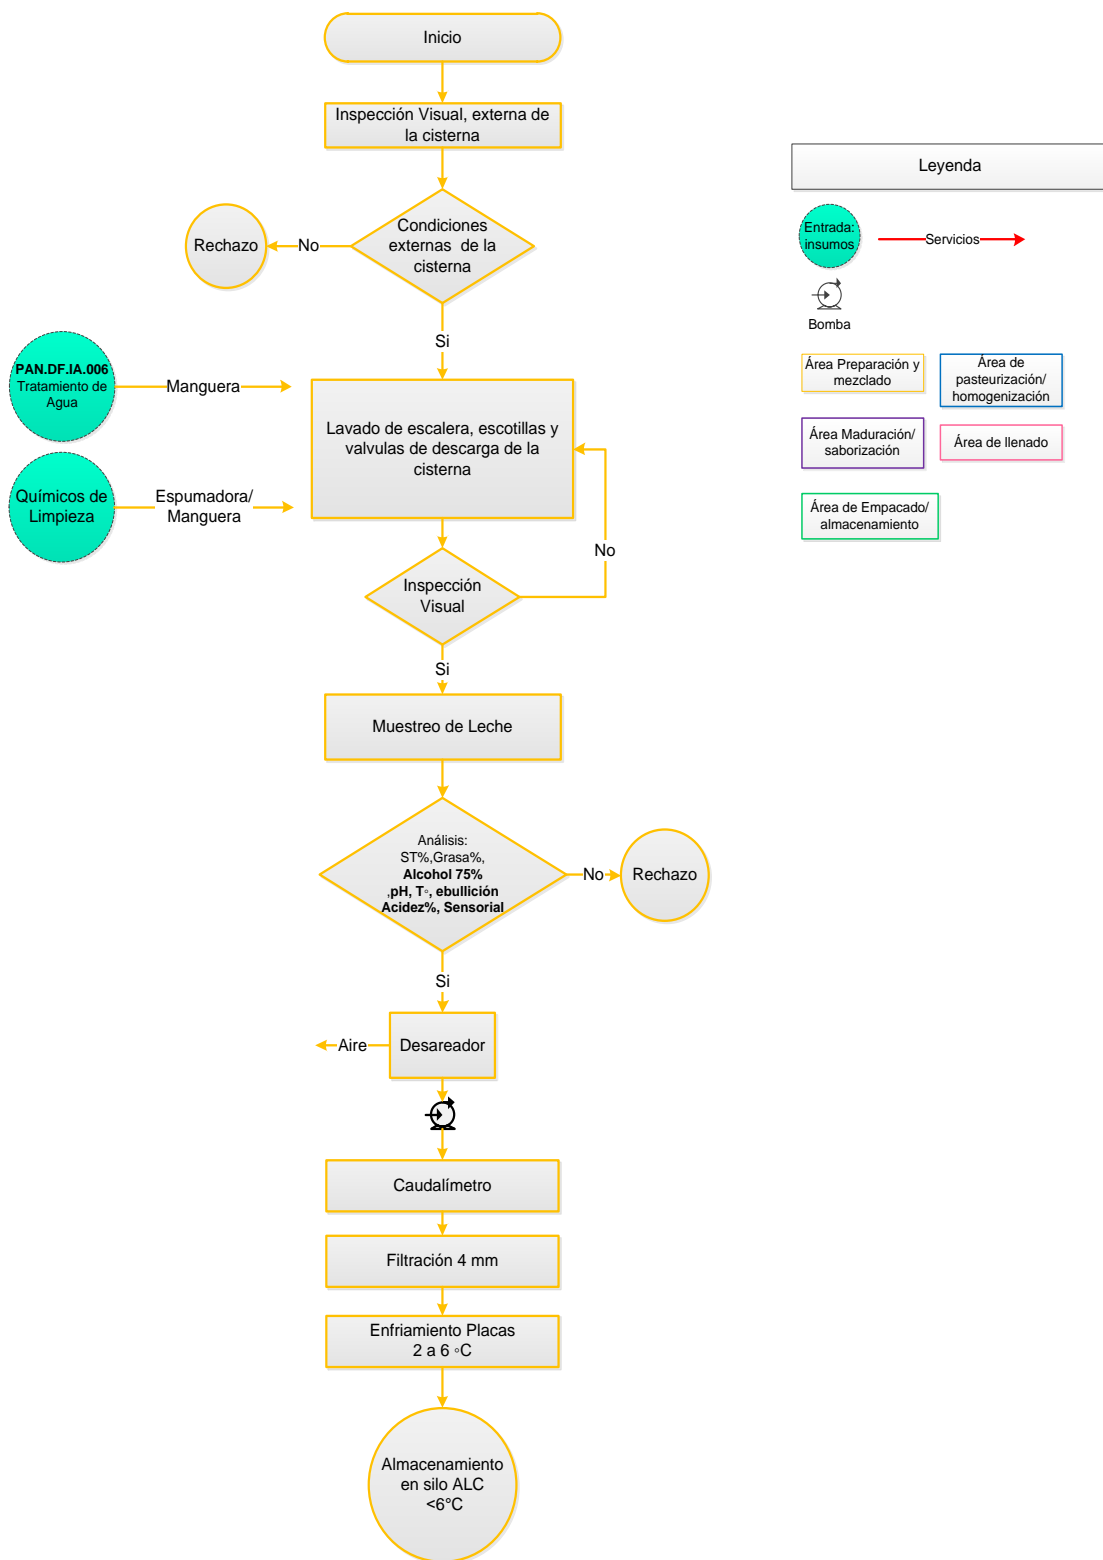 Inicio
Inspección Visual, externa de
la cisterna
Condiciones
externas de la
cisterna
No
Rechazo
Si
PAN.DF.IA.006
Tratamiento de
Agua
Manguera
Lavado de escalera, escotillas y
valvulas de descarga de la
cisterna
Químicos de
Limpieza
Espumadora/
Manguera
No
Inspección
Visual
Si
Muestreo de Leche
Análisis:
ST%,Grasa%,
Alcohol 75%
,pH, T◦, ebullición
Acidez%, Sensorial
No
Rechazo
Si
Desareador
Aire
Caudalímetro
Filtración 4 mm
Enfriamiento Placas
2 a 6 ◦C
Almacenamiento
en silo ALC
<6°C
Leyenda
Entrada:
insumos
Servicios
Bomba
Área Preparación y
mezclado
Área de
pasteurización/
homogenización
Área Maduración/
saborización
Área de llenado
Área de Empacado/
almacenamiento